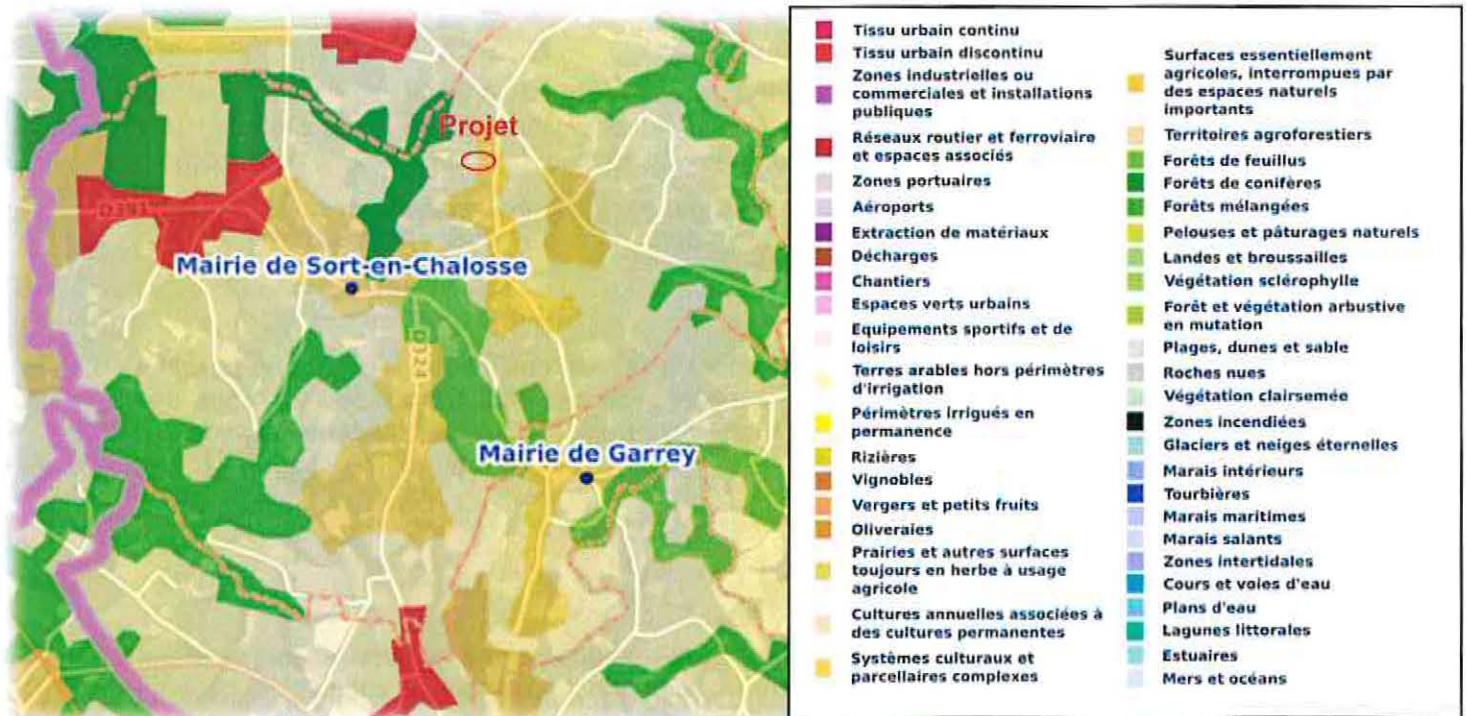 Projet
D391
Mairie de Sort-en-Chalosse
D324
Mairie de Garrey
Tissu urbain continu
Tissu urbain discontinu
Zones industrielles ou
commerciales et installations
publiques
Réseaux routier et ferroviaire
et espaces associés
Zones portuaires
Aéroports
Extraction de matériaux
Décharges
Chantiers
Espaces verts urbains
Equipements sportifs et de
loisirs
Terres arables hors périmètres
d'irrigation
Périmètres irrigués en
permanence
Rizières
Vignobles
Vergers et petits fruits
Oliveraies
Prairies et autres surfaces
toujours en herbe à usage
agricole
Cultures annuelles associées à
des cultures permanentes
Systèmes culturaux et
parcellaires complexes
Surfaces essentiellement
agricoles, interrompues par
des espaces naturels
importants
Territoires agroforestiers
Forêts de feuillus
Forêts de conifères
Forêts mélangées
Pelouses et pâturages naturels
Landes et broussailles
Végétation sclérophylle
Forêt et végétation arbustive
en mutation
Plages, dunes et sable
Roches nues
Végétation clairsemée
Zones incendiées
Glaciers et neiges éternelles
Marais intérieurs
Tourbières
Marais maritimes
Marais salants
Zones intertidales
Cours et voies d'eau
Plans d'eau
Lagunes littorales
Estuaires
Mers et océans